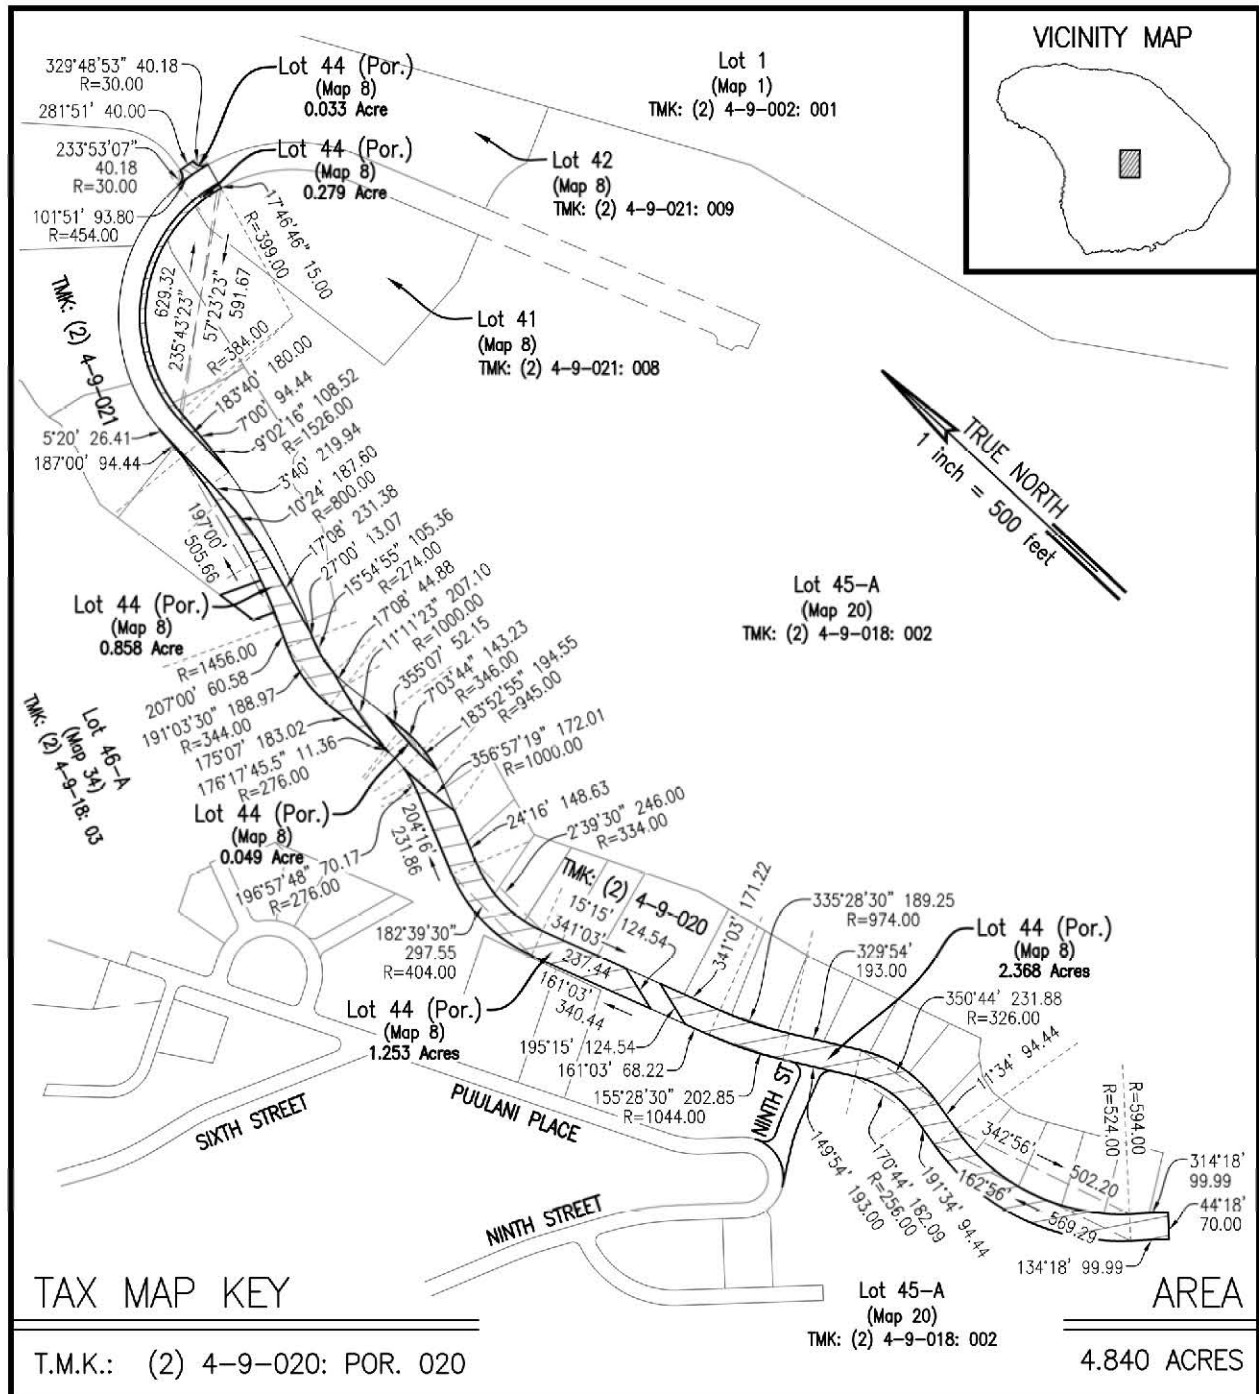 VICINITY MAP
329°48'53" 40.18
R=30.00
281°51' 40.00
233°53'07"
40.18
R=30.00
101°51' 93.80
R=454.00
Lot 44 (Por.)
(Map 8)
0.033 Acre
Lot 44 (Por.)
(Map 8)
0.279 Acre
Lot 1
(Map 1)
TMK: (2) 4-9-002: 001
Lot 42
(Map 8)
TMK: (2) 4-9-021: 009
17°46'46" 15.00
R=399.00
629.32
235°43'23"
57°23'23"
591.67
R=384.00
TMK: (2) 4-9-021
Lot 41
(Map 8)
TMK: (2) 4-9-021: 008
183°40' 180.00
7°00' 94.44
9°02'16" 108.52
R=1526.00
5°20' 26.41
187°00' 94.44
3°40' 219.94
10°24' 187.60
R=800.00
17°08' 231.38
27°00' 13.07
15°54'55" 105.36
R=274.00
17°08' 44.88
11°11'23" 207.10
R=1000.00
355°07' 52.15
7°03'44" 143.23
R=346.00
183°52'55" 194.55
R=945.00
356°57'19" 172.01
R=1000.00
TRUE NORTH
1 inch = 500 feet
197°00'
505.66
Lot 44 (Por.)
(Map 8)
0.858 Acre
Lot 45-A
(Map 20)
TMK: (2) 4-9-018: 002
R=1456.00
207°00' 60.58
191°03'30" 188.97
R=344.00
175°07' 183.02
176°17'45.5" 11.36
R=276.00
Lot 46-A
(Map 34)
TMK: (2) 4-9-18: 03
Lot 44 (Por.)
(Map 8)
0.049 Acre
196°57'48" 70.17
R=276.00
204°16'
231.86
24°16' 148.63
2°39'30" 246.00
R=334.00
TMK: (2) 4-9-020
15°15' 124.54
341°03'
237.44
341°03' 171.22
335°28'30" 189.25
R=974.00
329°54'
193.00
Lot 44 (Por.)
(Map 8)
2.368 Acres
182°39'30"
297.55
R=404.00
161°03'
340.44
Lot 44 (Por.)
(Map 8)
1.253 Acres
195°15' 124.54
161°03' 68.22
155°28'30" 202.85
R=1044.00
350°44' 231.88
R=326.00
11°34' 94.44
R=594.00
R=524.00
342°56'
502.20
162°56'
569.29
314°18'
99.99
44°18'
70.00
134°18' 99.99
149°54' 193.00
170°44' 182.09
R=256.00
191°34' 94.44
SIXTH STREET
PUULANI PLACE
NINTH ST
NINTH STREET
Lot 45-A
(Map 20)
TMK: (2) 4-9-018: 002
TAX MAP KEY
AREA
T.M.K.: (2) 4-9-020: POR. 020
4.840 ACRES